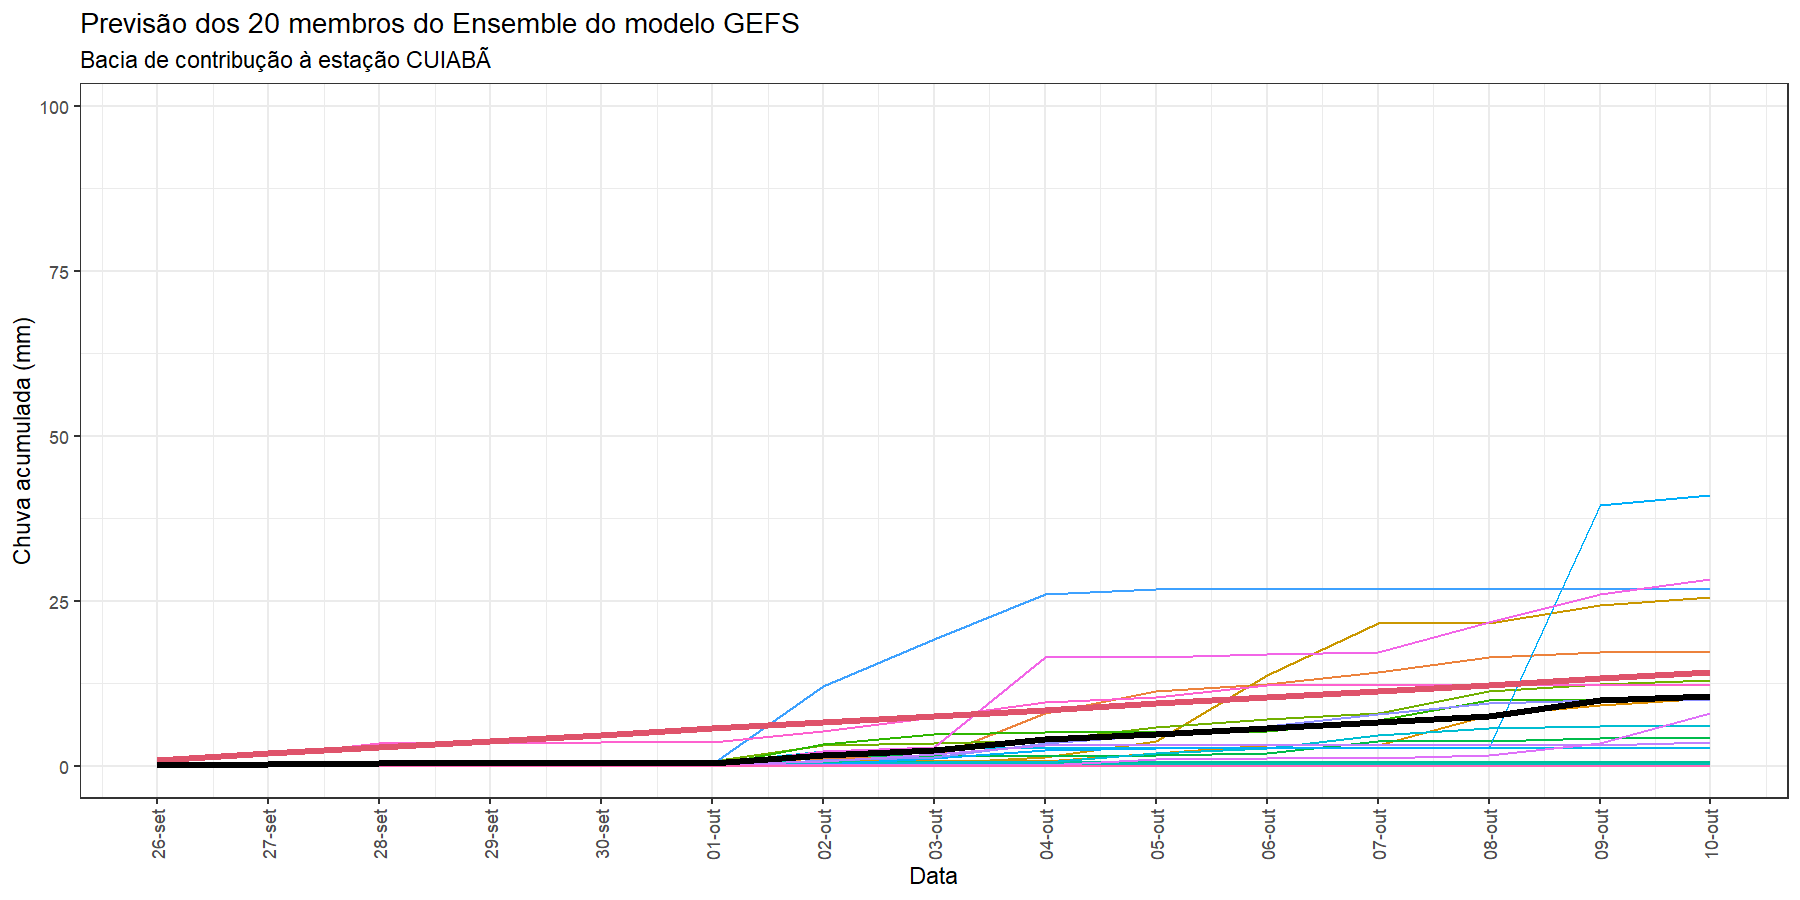 Previsão dos 20 membros do Ensemble do modelo GEFS
Bacia de contribução à estação CUIABÃ
Chuva acumulada (mm)
100
75
50
25
0
26-set
27-set
28-set
29-set
30-set
01-out
02-out
03-out
04-out
05-out
06-out
07-out
08-out
09-out
10-out
Data